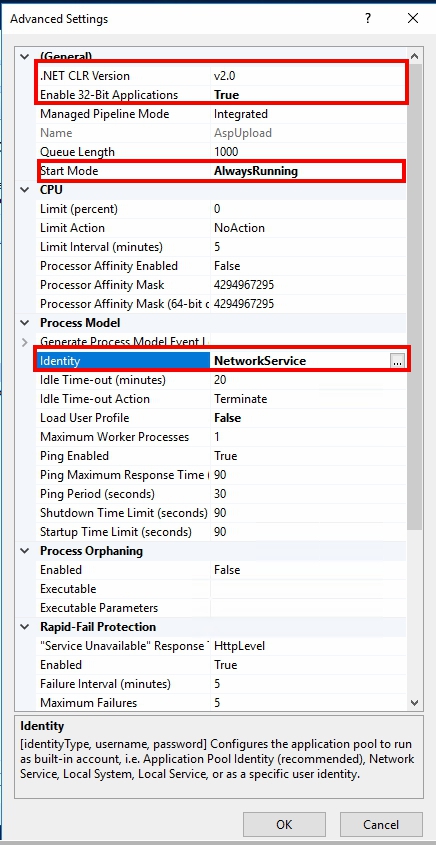 Advanced Settings ? ×
(General)
.NET CLR Version v2.0
Enable 32-Bit Applications True
Managed Pipeline Mode Integrated
Name AspUpload
Queue Length 1000
Start Mode AlwaysRunning
CPU
Limit (percent) 0
Limit Action NoAction
Limit Interval (minutes) 5
Processor Affinity Enabled False
Processor Affinity Mask 4294967295
Processor Affinity Mask (64-bit o 4294967295
Process Model
Generate Process Model Event L
Identity NetworkService ...
Idle Time-out (minutes) 20
Idle Time-out Action Terminate
Load User Profile False
Maximum Worker Processes 1
Ping Enabled True
Ping Maximum Response Time ( 90
Ping Period (seconds) 30
Shutdown Time Limit (seconds) 90
Startup Time Limit (seconds) 90
Process Orphaning
Enabled False
Executable
Executable Parameters
Rapid-Fail Protection
"Service Unavailable" Response HttpLevel
Enabled True
Failure Interval (minutes) 5
Maximum Failures 5
Identity
[identityType, username, password] Configures the application pool to run
as built-in account, i.e. Application Pool Identity (recommended), Network
Service, Local System, Local Service, or as a specific user identity.
OK Cancel